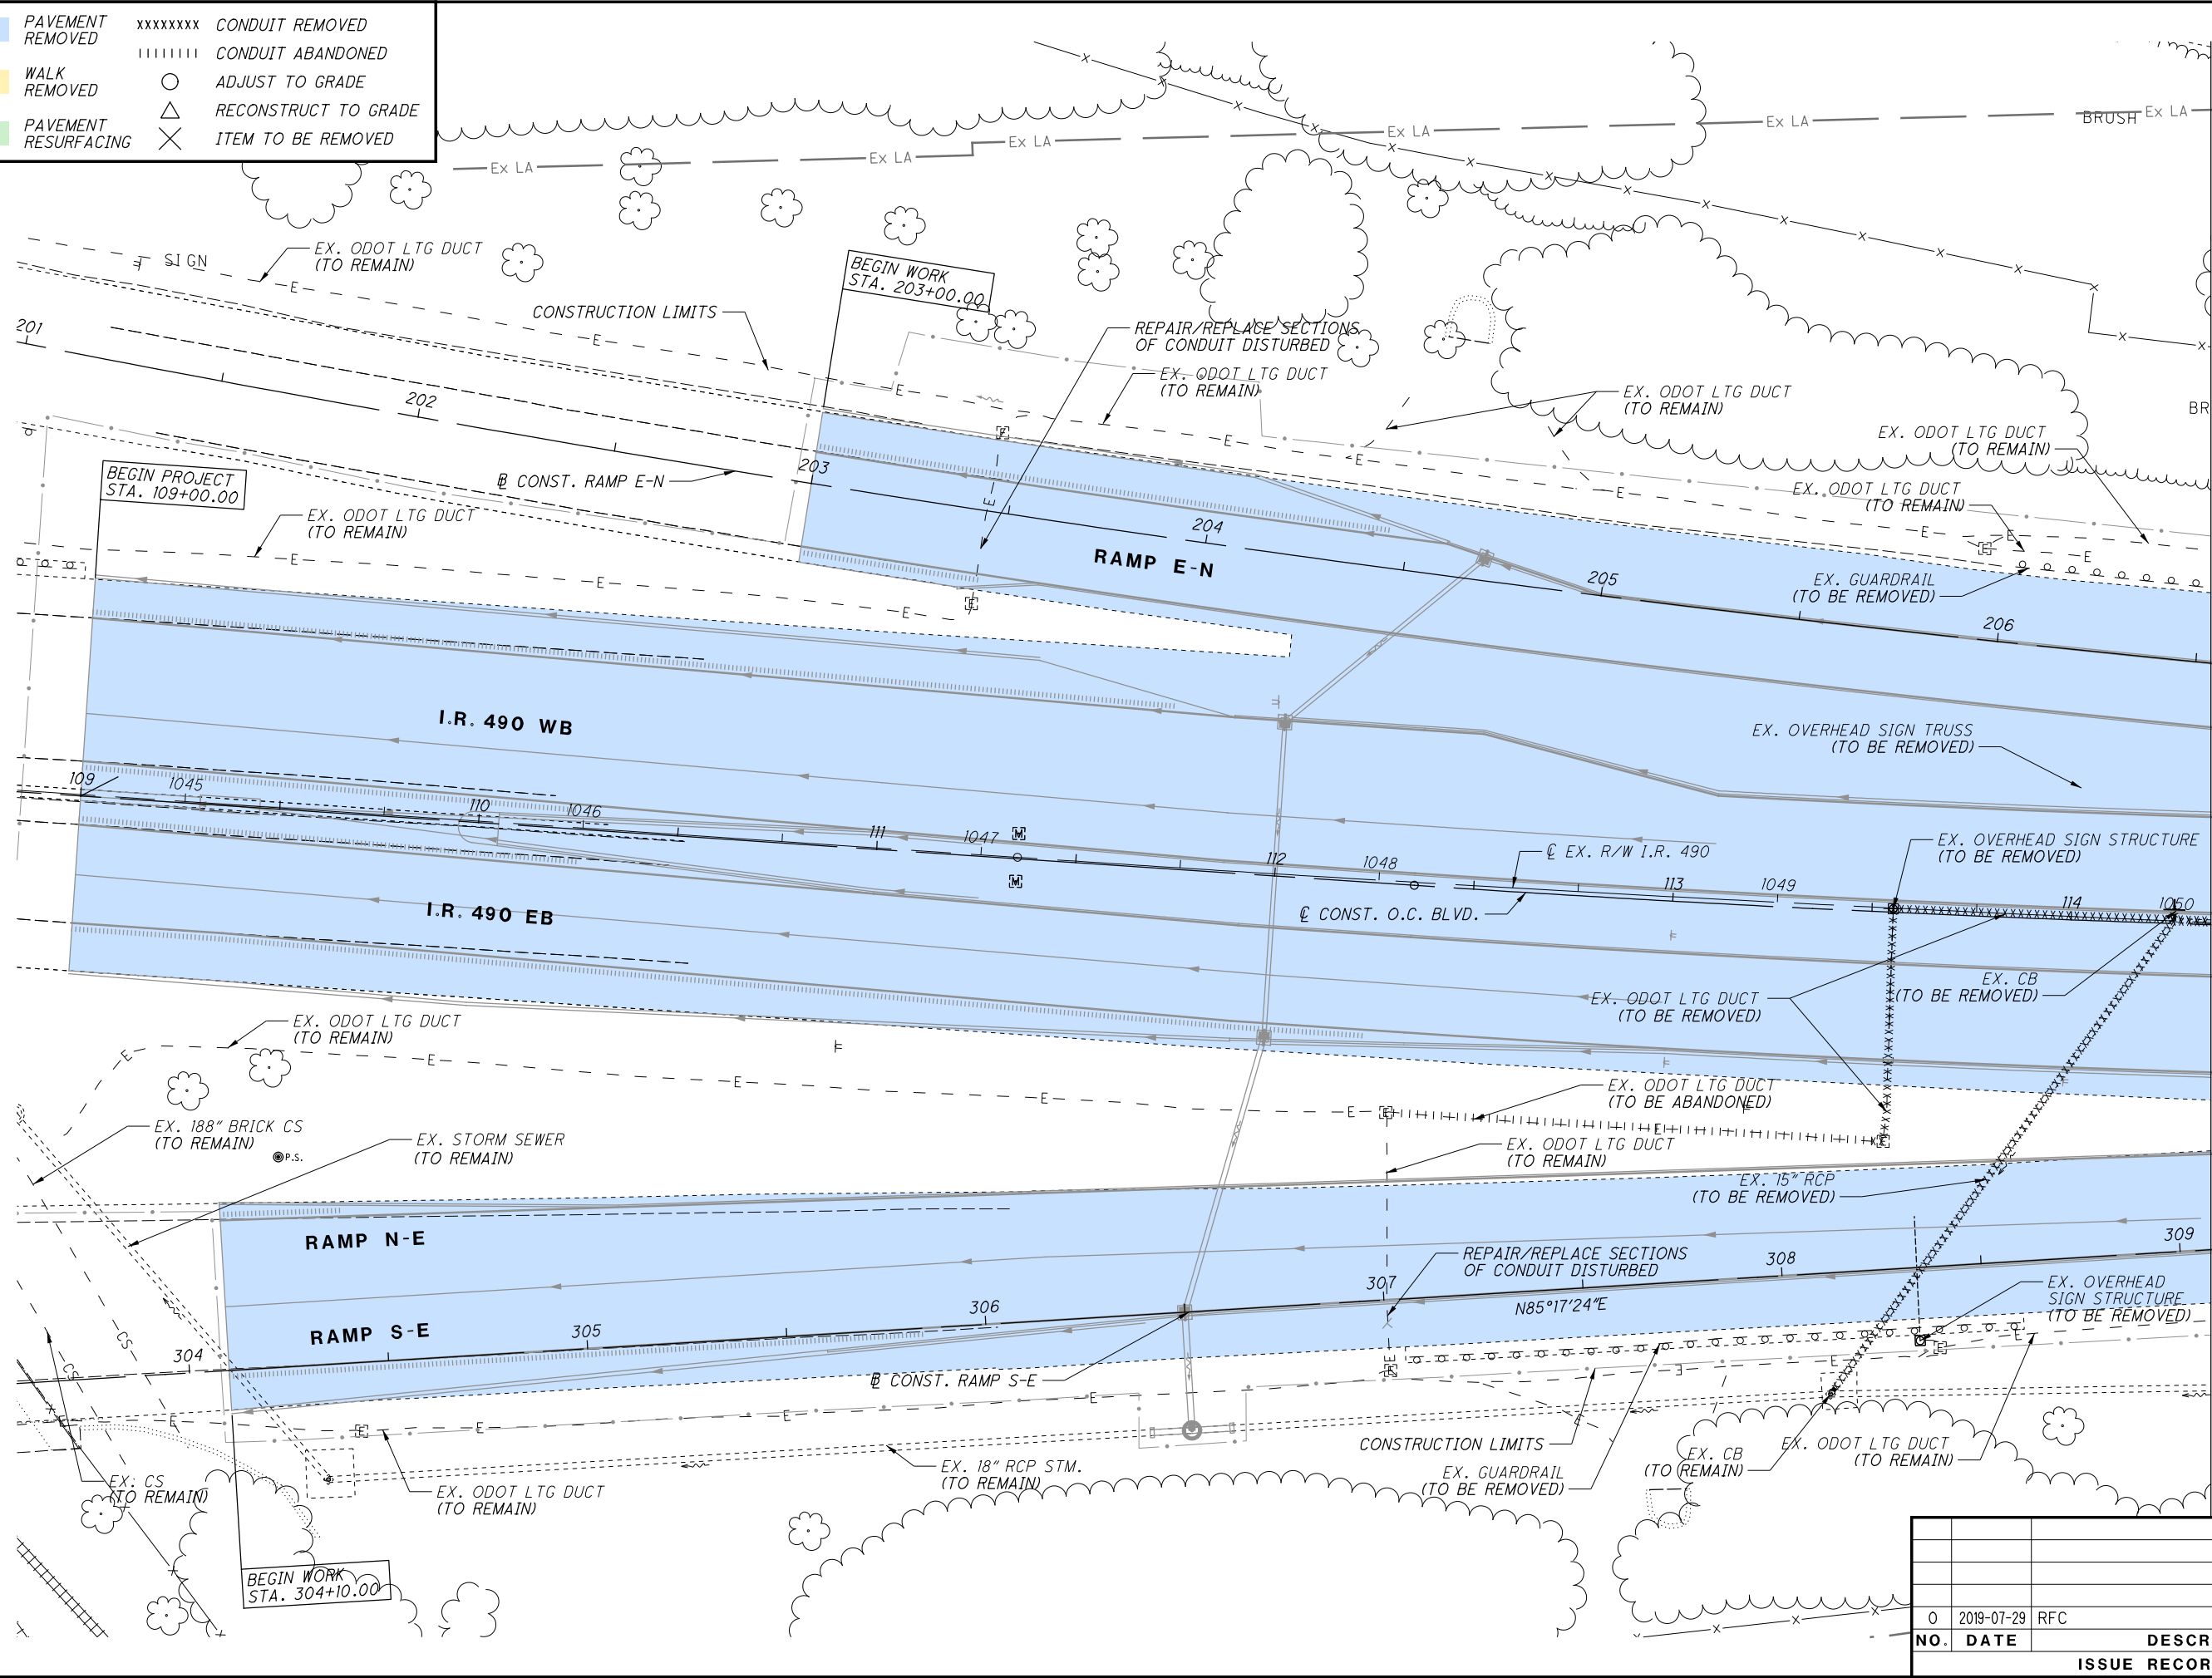 PAVEMENT
REMOVED
XXXXXXXX CONDUIT REMOVED
CONDUIT ABANDONED
WALK
REMOVED
ADJUST TO GRADE
RECONSTRUCT TO GRADE
PAVEMENT
RESURFACING
ITEM TO BE REMOVED
Ex LA
Ex LA
Ex LA
Ex LA
Ex LA
BRUSH
Ex LA
SIGN
EX. ODOT LTG DUCT
(TO REMAIN)
BEGIN WORK
STA. 203+00.00
CONSTRUCTION LIMITS
REPAIR/REPLACE SECTIONS
OF CONDUIT DISTURBED
EX. ODOT LTG DUCT
(TO REMAIN)
EX. ODOT LTG DUCT
(TO REMAIN)
BR
EX. ODOT LTG DUCT
(TO REMAIN)
EX. ODOT LTG DUCT
(TO REMAIN)
201
202
203
204
205
206
BEGIN PROJECT
STA. 109+00.00
℄ CONST. RAMP E-N
EX. ODOT LTG DUCT
(TO REMAIN)
RAMP E-N
EX. GUARDRAIL
(TO BE REMOVED)
I.R. 490 WB
EX. OVERHEAD SIGN TRUSS
(TO BE REMOVED)
109
1045
110
1046
111
1047
112
1048
113
1049
114
1050
℄ EX. R/W I.R. 490
EX. OVERHEAD SIGN STRUCTURE
(TO BE REMOVED)
℄ CONST. O.C. BLVD.
I.R. 490 EB
EX. ODOT LTG DUCT
(TO BE REMOVED)
EX. CB
(TO BE REMOVED)
EX. ODOT LTG DUCT
(TO REMAIN)
EX. ODOT LTG DUCT
(TO BE ABANDONED)
EX. 188" BRICK CS
(TO REMAIN)
P.S.
EX. STORM SEWER
(TO REMAIN)
EX. ODOT LTG DUCT
(TO REMAIN)
EX. 15" RCP
(TO BE REMOVED)
RAMP N-E
REPAIR/REPLACE SECTIONS
OF CONDUIT DISTURBED
RAMP S-E
304
305
306
307
308
309
N85°17'24"E
EX. OVERHEAD
SIGN STRUCTURE
(TO BE REMOVED)
CS
CS
℄ CONST. RAMP S-E
CONSTRUCTION LIMITS
EX. GUARDRAIL
(TO BE REMOVED)
EX. CB
(TO REMAIN)
EX. ODOT LTG DUCT
(TO REMAIN)
EX. CS
(TO REMAIN)
EX. ODOT LTG DUCT
(TO REMAIN)
EX. 18" RCP STM.
(TO REMAIN)
BEGIN WORK
STA. 304+10.00
0 2019-07-29 RFC
NO. DATE DESCR
ISSUE RECOR